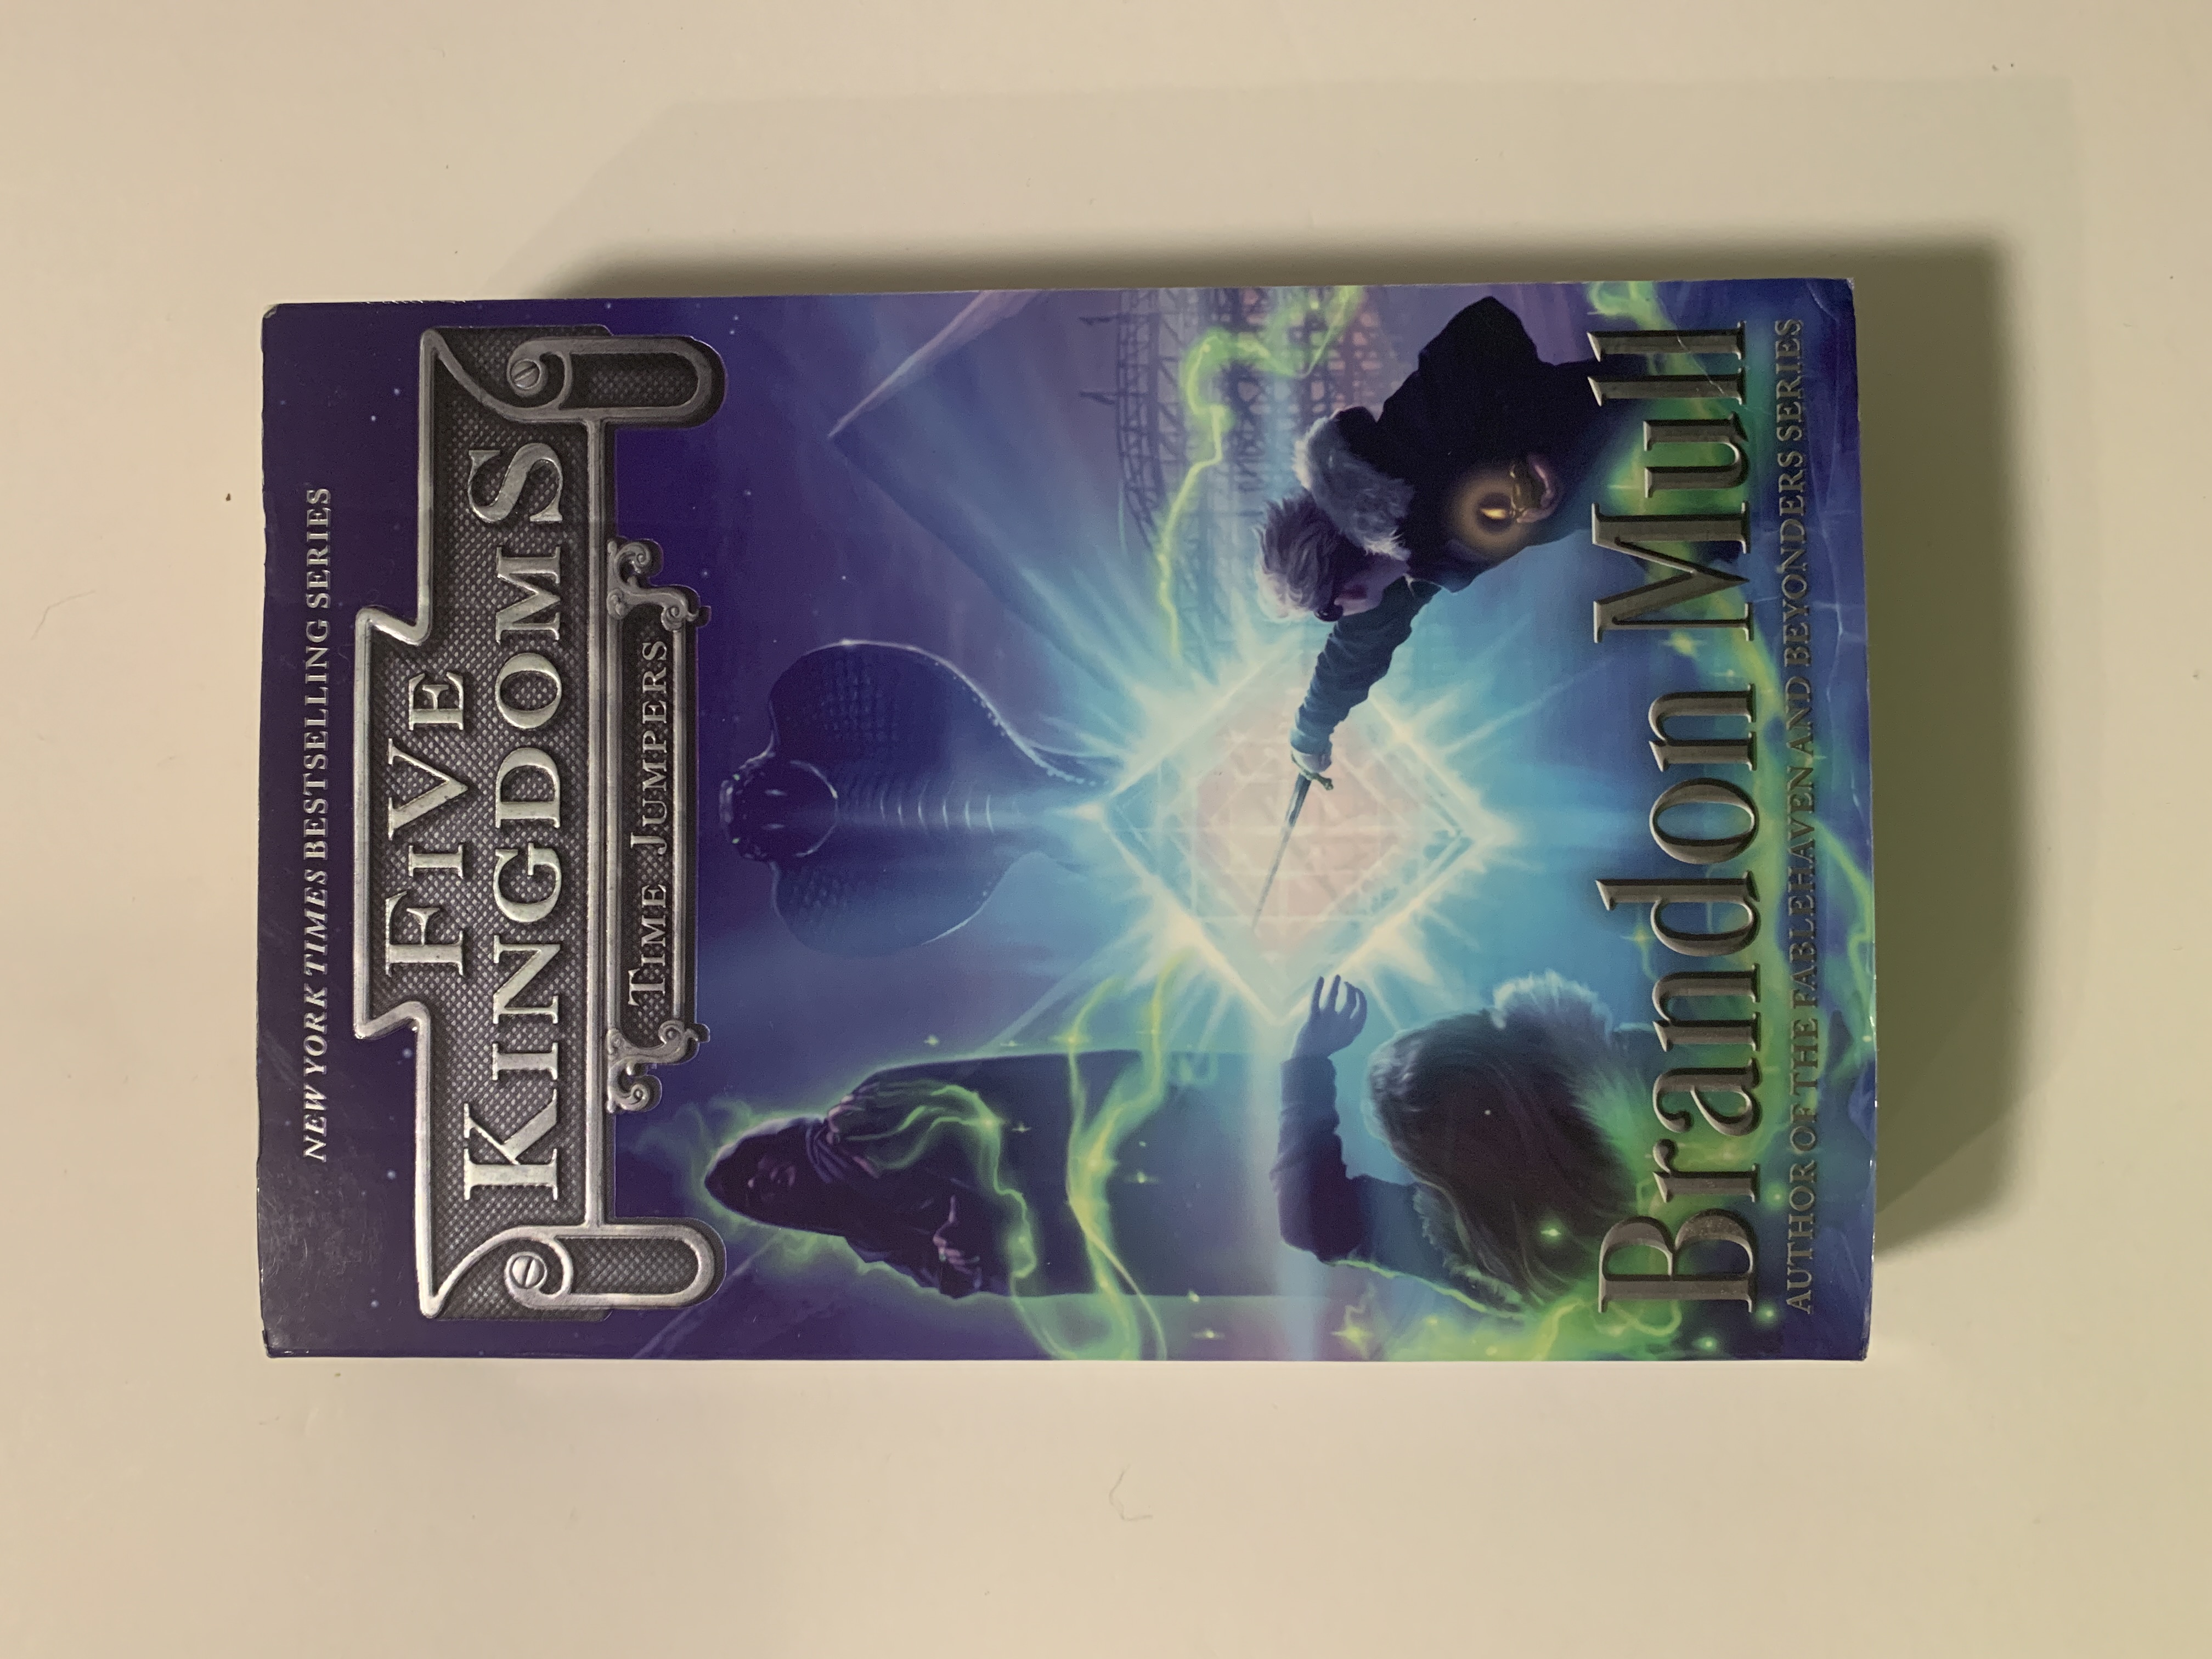 NEW YORK TIMES BESTSELLING SERIES
FIVE
KINGDOMS
TIME JUMPERS
Brandon Mull
AUTHOR OF THE FABLEHAVEN AND BEYONDERS SERIES